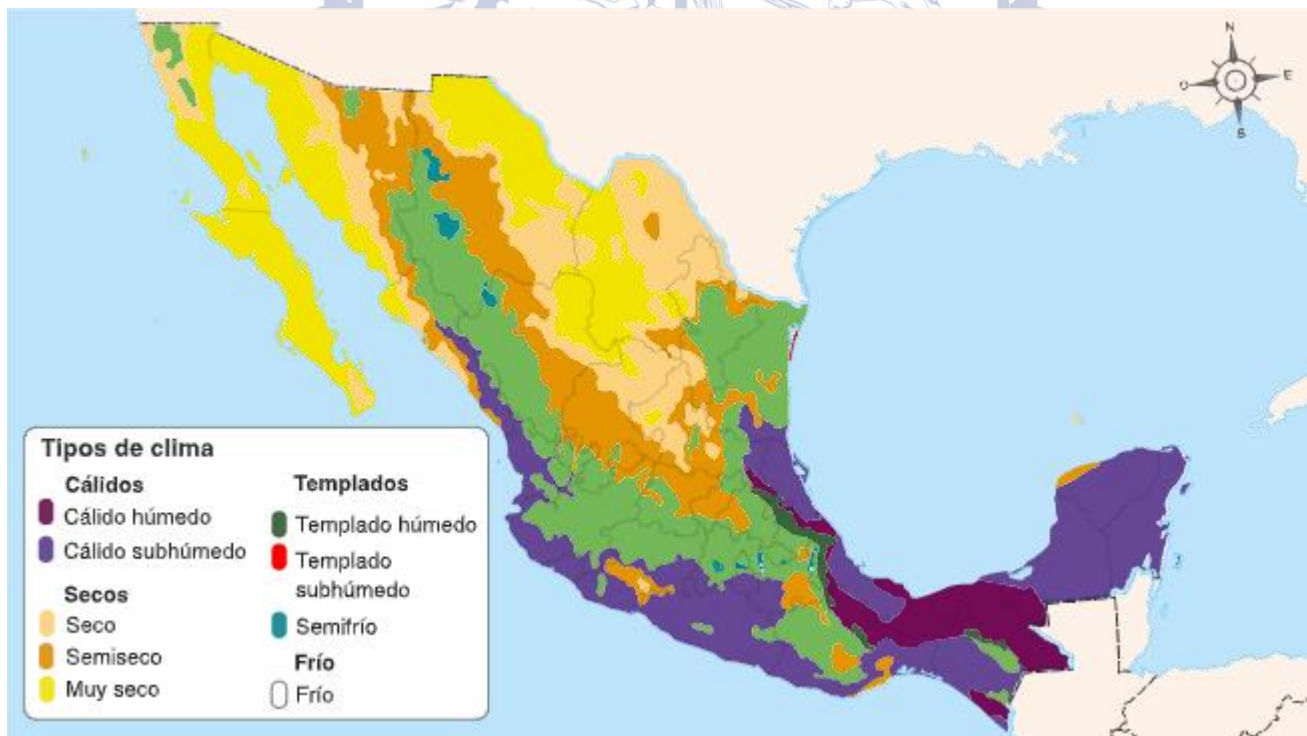 N
O
E
S
Tipos de clima
Cálidos
Cálido húmedo
Cálido subhúmedo
Secos
Seco
Semiseco
Muy seco
Templados
Templado húmedo
Templado
subhúmedo
Semifrío
Frío
Frío